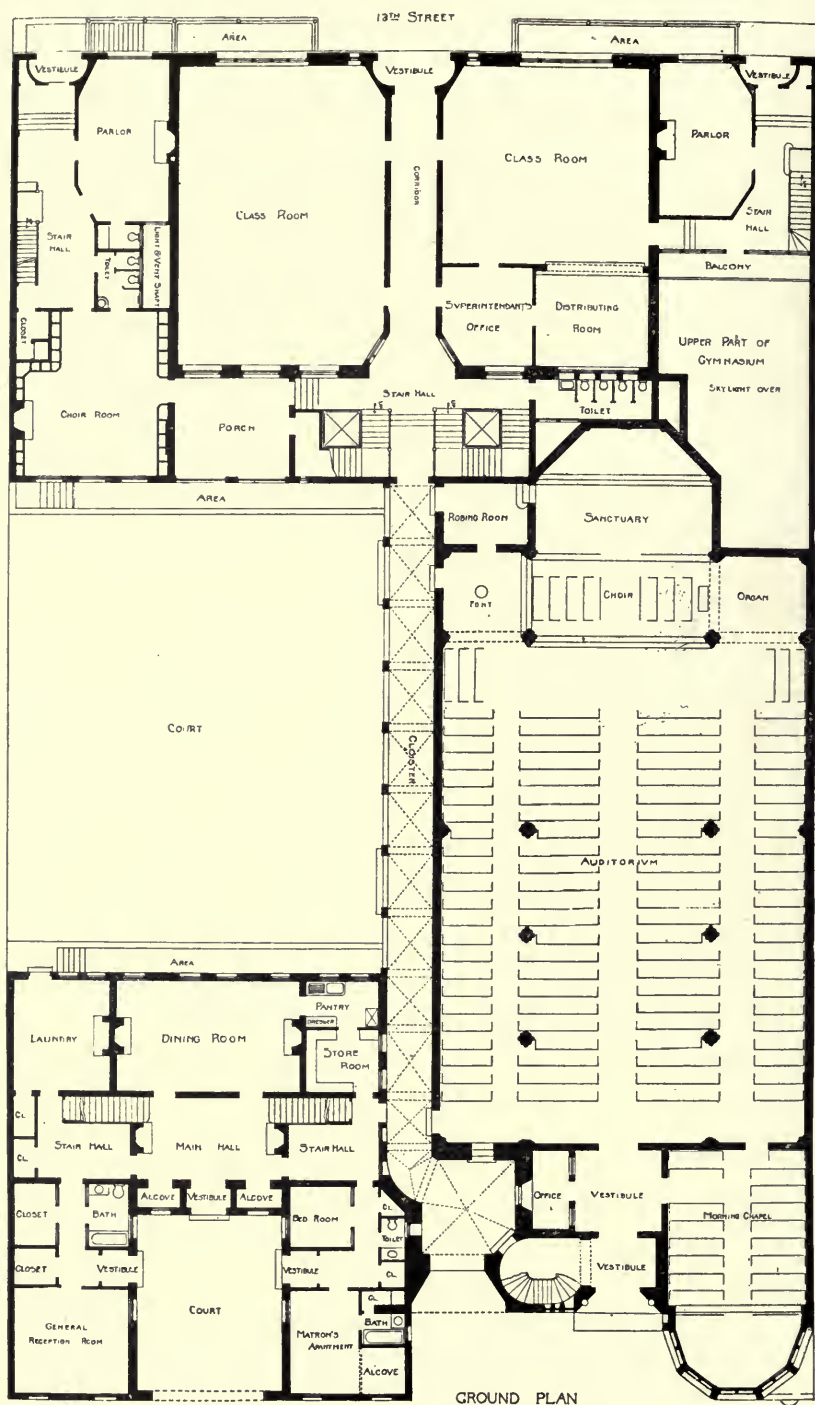 13TH STREET
AREA
AREA
VESTIBULE
VESTIBULE
VESTIBULE
PARLOR
CLASS ROOM
CORRIDOR
CLASS ROOM
PARLOR
STAIR
HALL
STAIR
HALL
TOILET
LIGHT & VENT SHAFT
BALCONY
SUPERINTENDANT'S
OFFICE
DISTRIBUTING
ROOM
UPPER PART OF
GYMNASIUM
SKYLIGHT OVER
CLOSET
CHOIR ROOM
PORCH
STAIR HALL
TOILET
AREA
ROBING ROOM
SANCTUARY
FONT
CHOIR
ORGAN
COURT
CLOISTER
AUDITORIUM
AREA
LAUNDRY
DINING ROOM
PANTRY
DRESSER
STORE
ROOM
CL.
CL.
STAIR HALL
MAIN HALL
STAIR HALL
ALCOVE
VESTIBULE
ALCOVE
CLOSET
BATH
BED ROOM
CL.
TOILET
CL.
OFFICE
VESTIBULE
MORNING CHAPEL
CLOSET
VESTIBULE
VESTIBULE
VESTIBULE
COURT
GENERAL
RECEPTION ROOM
CL.
BATH
MATRON'S
APARTMENT
ALCOVE
GROUND PLAN